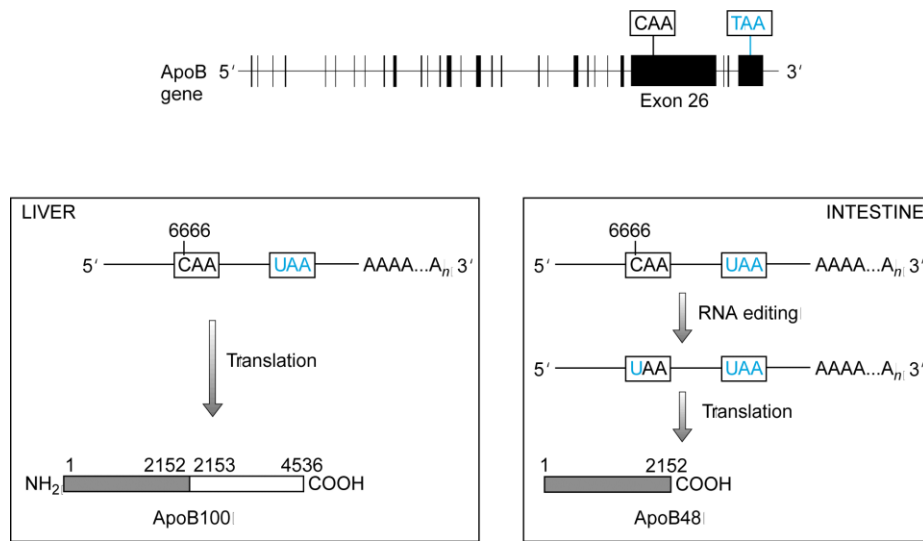 CAA TAA
ApoB gene 5′ 3′
Exon 26
LIVER
6666
5′ CAA UAA AAAA...An 3′
Translation
1 2152 2153 4536
NH2 COOH
ApoB100
INTESTINE
6666
5′ CAA UAA AAAA...An 3′
RNA editing
5′ UAA UAA AAAA...An 3′
Translation
1 2152
COOH
ApoB48